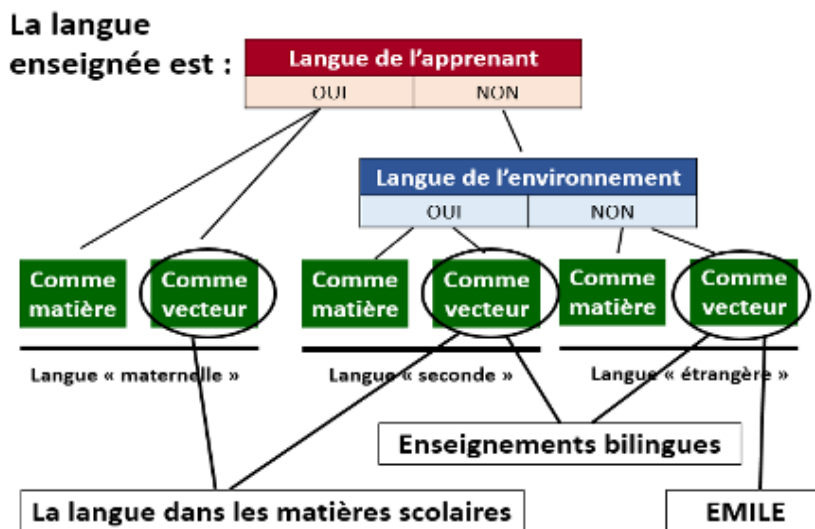 La langue
enseignée est :
Langue de l'apprenant
OUI NON
Langue de l'environnement
OUI NON
Comme
matière
Comme
vecteur
Comme
matière
Comme
vecteur
Comme
matière
Comme
vecteur
Langue « maternelle »
Langue « seconde »
Langue « étrangère »
Enseignements bilingues
La langue dans les matières scolaires
EMILE